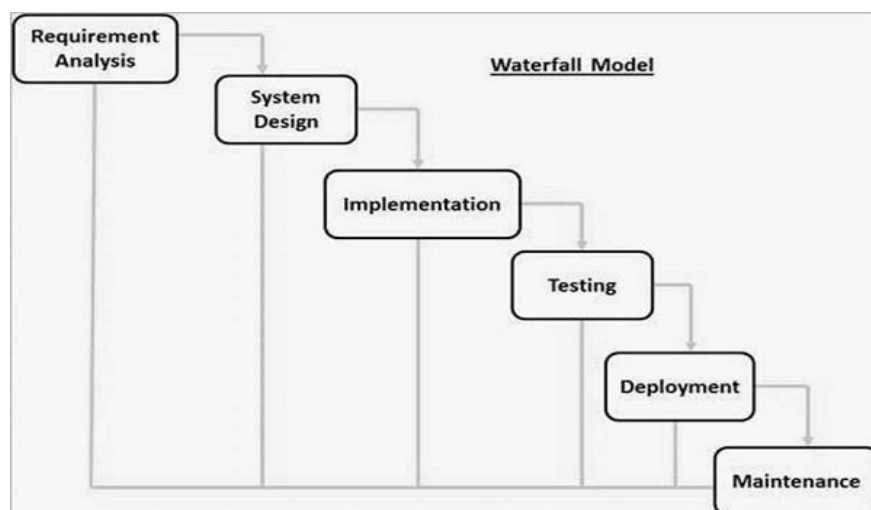 Requirement
Analysis
Waterfall Model
System
Design
Implementation
Testing
Deployment
Maintenance